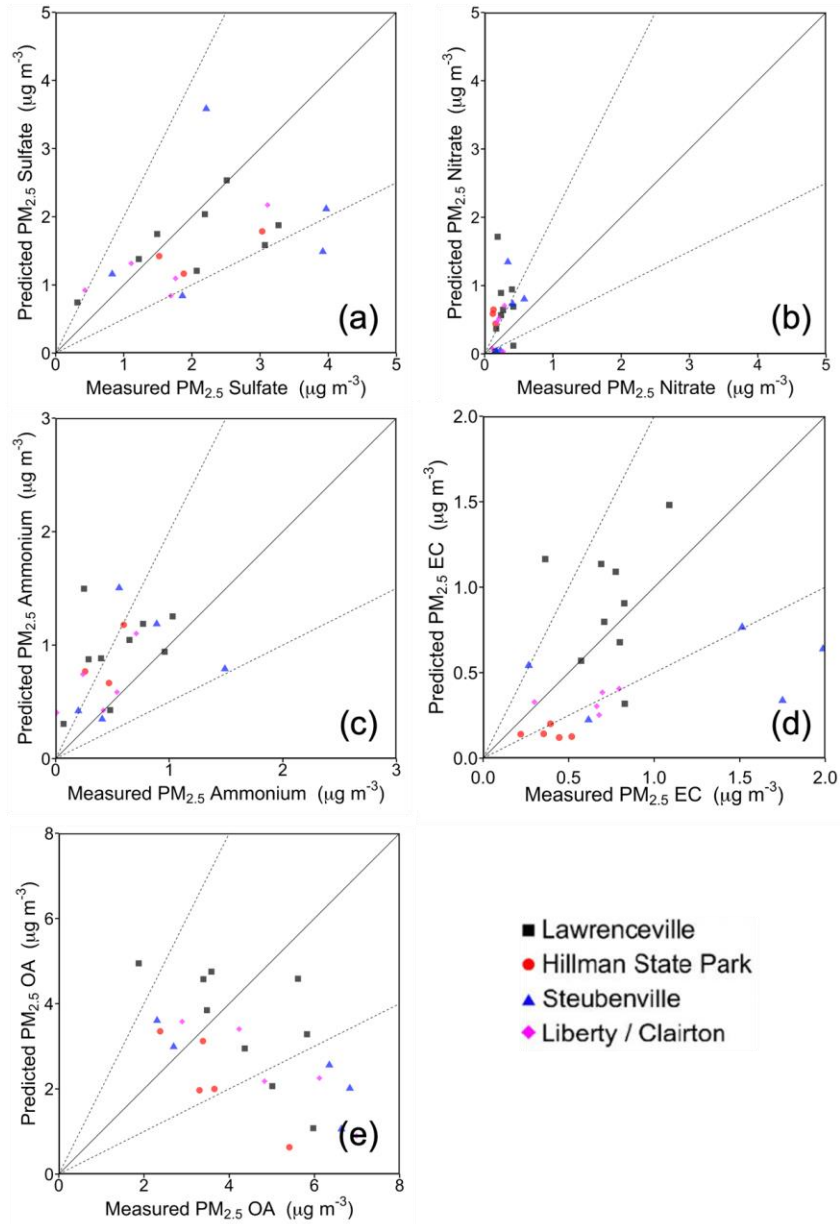 5
4
3
2
1
0
Predicted PM2.5 Sulfate (μg m-3)
0 1 2 3 4 5
Measured PM2.5 Sulfate (μg m-3)
(a)
5
4
3
2
1
0
Predicted PM2.5 Nitrate (μg m-3)
0 1 2 3 4 5
Measured PM2.5 Nitrate (μg m-3)
(b)
3
2
1
0
Predicted PM2.5 Ammonium (μg m-3)
0 1 2 3
Measured PM2.5 Ammonium (μg m-3)
(c)
2.0
1.5
1.0
0.5
0.0
Predicted PM2.5 EC (μg m-3)
0.0 0.5 1.0 1.5 2.0
Measured PM2.5 EC (μg m-3)
(d)
8
6
4
2
0
Predicted PM2.5 OA (μg m-3)
0 2 4 6 8
Measured PM2.5 OA (μg m-3)
(e)
Lawrenceville
Hillman State Park
Steubenville
Liberty / Clairton